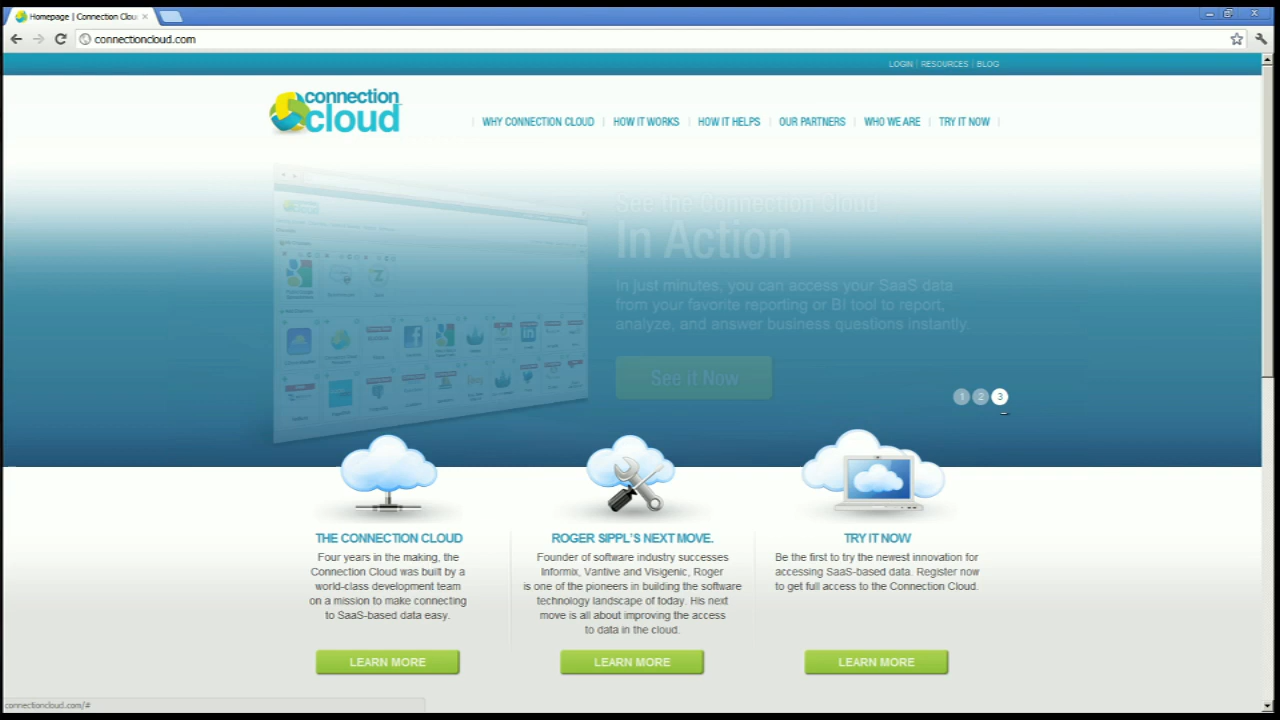 Homepage | Connection Clou
connectioncloud.com
LOGIN | RESOURCES | BLOG
connection
cloud
WHY CONNECTION CLOUD | HOW IT WORKS | HOW IT HELPS | OUR PARTNERS | WHO WE ARE | TRY IT NOW
See the Connection Cloud
In Action
In just minutes, you can access your SaaS data
from your favorite reporting or BI tool to report,
analyze, and answer business questions instantly.
See it Now
1 2 3
THE CONNECTION CLOUD
Four years in the making, the
Connection Cloud was built by a
world-class development team
on a mission to make connecting
to SaaS-based data easy.
LEARN MORE
ROGER SIPPL'S NEXT MOVE.
Founder of software industry successes
Informix, Vantive and Visigenic, Roger
is one of the pioneers in building the software
technology landscape of today. His next
move is all about improving the access
to data in the cloud.
LEARN MORE
TRY IT NOW
Be the first to try the newest innovation for
accessing SaaS-based data. Register now
to get full access to the Connection Cloud.
LEARN MORE
connectioncloud.com/#